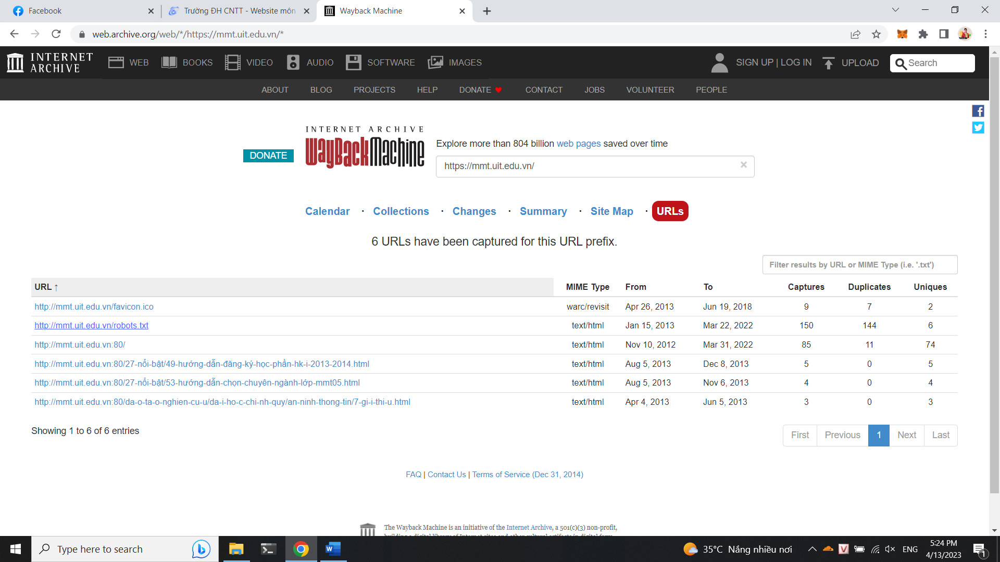 Facebook
Trường ĐH CNTT - Website môn
Wayback Machine
web.archive.org/web/*/https://mmt.uit.edu.vn/*
INTERNET ARCHIVE
WEB
BOOKS
VIDEO
AUDIO
SOFTWARE
IMAGES
SIGN UP | LOG IN
UPLOAD
Search
ABOUT
BLOG
PROJECTS
HELP
DONATE
CONTACT
JOBS
VOLUNTEER
PEOPLE
DONATE
INTERNET ARCHIVE
WayBackMachine
Explore more than 804 billion web pages saved over time
https://mmt.uit.edu.vn/
Calendar · Collections · Changes · Summary · Site Map · URLs
6 URLs have been captured for this URL prefix.
Filter results by URL or MIME Type (i.e. '.txt')
URL ↑ MIME Type From To Captures Duplicates Uniques
http://mmt.uit.edu.vn/favicon.ico warc/revisit Apr 26, 2013 Jun 19, 2018 9 7 2
http://mmt.uit.edu.vn/robots.txt text/html Jan 15, 2013 Mar 22, 2022 150 144 6
http://mmt.uit.edu.vn:80/ text/html Nov 10, 2012 Mar 31, 2022 85 11 74
http://mmt.uit.edu.vn:80/27-nổi-bật/49-hướng-dẫn-đăng-ký-học-phần-hk-i-2013-2014.html text/html Aug 5, 2013 Dec 8, 2013 5 0 5
http://mmt.uit.edu.vn:80/27-nổi-bật/53-hướng-dẫn-chọn-chuyên-ngành-lớp-mmt05.html text/html Aug 5, 2013 Nov 6, 2013 4 0 4
http://mmt.uit.edu.vn:80/da-o-ta-o-nghien-cu-u/da-i-ho-c-chi-nh-quy/an-ninh-thong-tin/7-gi-i-thi-u.html text/html Apr 4, 2013 Jun 5, 2013 3 0 3
Showing 1 to 6 of 6 entries
First Previous 1 Next Last
FAQ | Contact Us | Terms of Service (Dec 31, 2014)
The Wayback Machine is an initiative of the Internet Archive, a 501(c)(3) non-profit,
building a digital library of Internet sites and other cultural artifacts in digital form.
Type here to search
35°C Nắng nhiều nơi
ENG
5:24 PM
4/13/2023
1